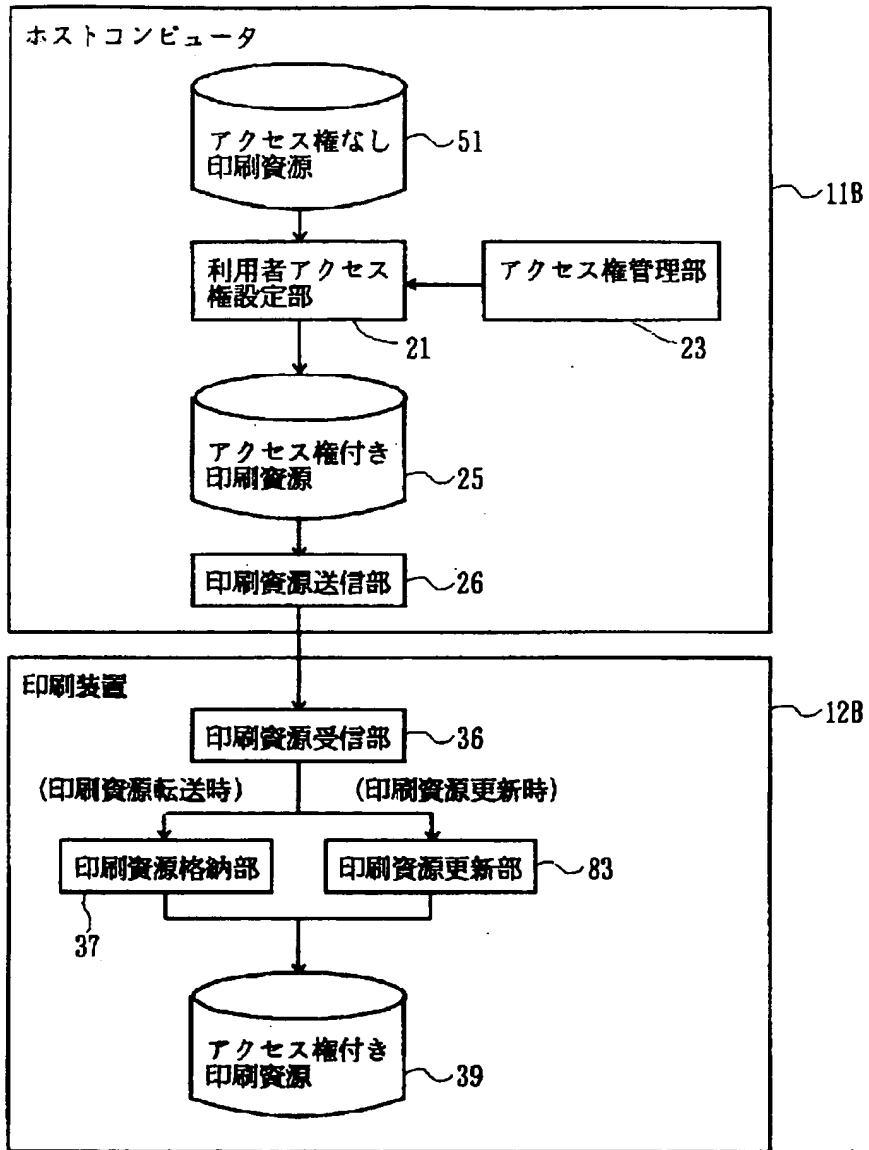 ホストコンピュータ
アクセス権なし
印刷資源
51
11B
利用者アクセス
権設定部
アクセス権管理部
21
23
アクセス権付き
印刷資源
25
印刷資源送信部
26
印刷装置
12B
印刷資源受信部
36
(印刷資源転送時)
(印刷資源更新時)
印刷資源格納部
印刷資源更新部
83
37
アクセス権付き
印刷資源
39